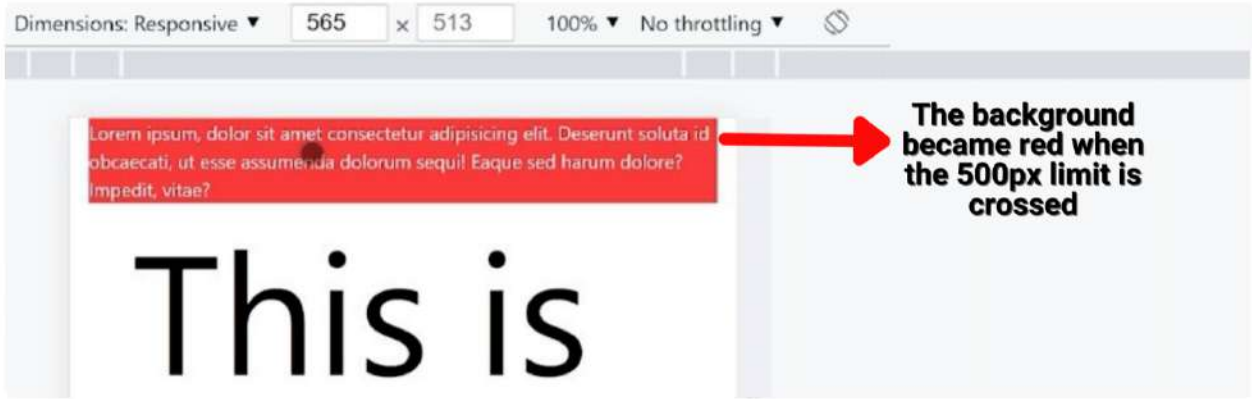 Dimensions: Responsive ▼ 565 × 513 100% ▼ No throttling ▼
Lorem ipsum, dolor sit amet consectetur adipisicing elit. Deserunt soluta id
obcaecati, ut esse assumenda dolorum sequi! Eaque sed harum dolore?
Impedit, vitae?
The background
became red when
the 500px limit is
crossed
This is